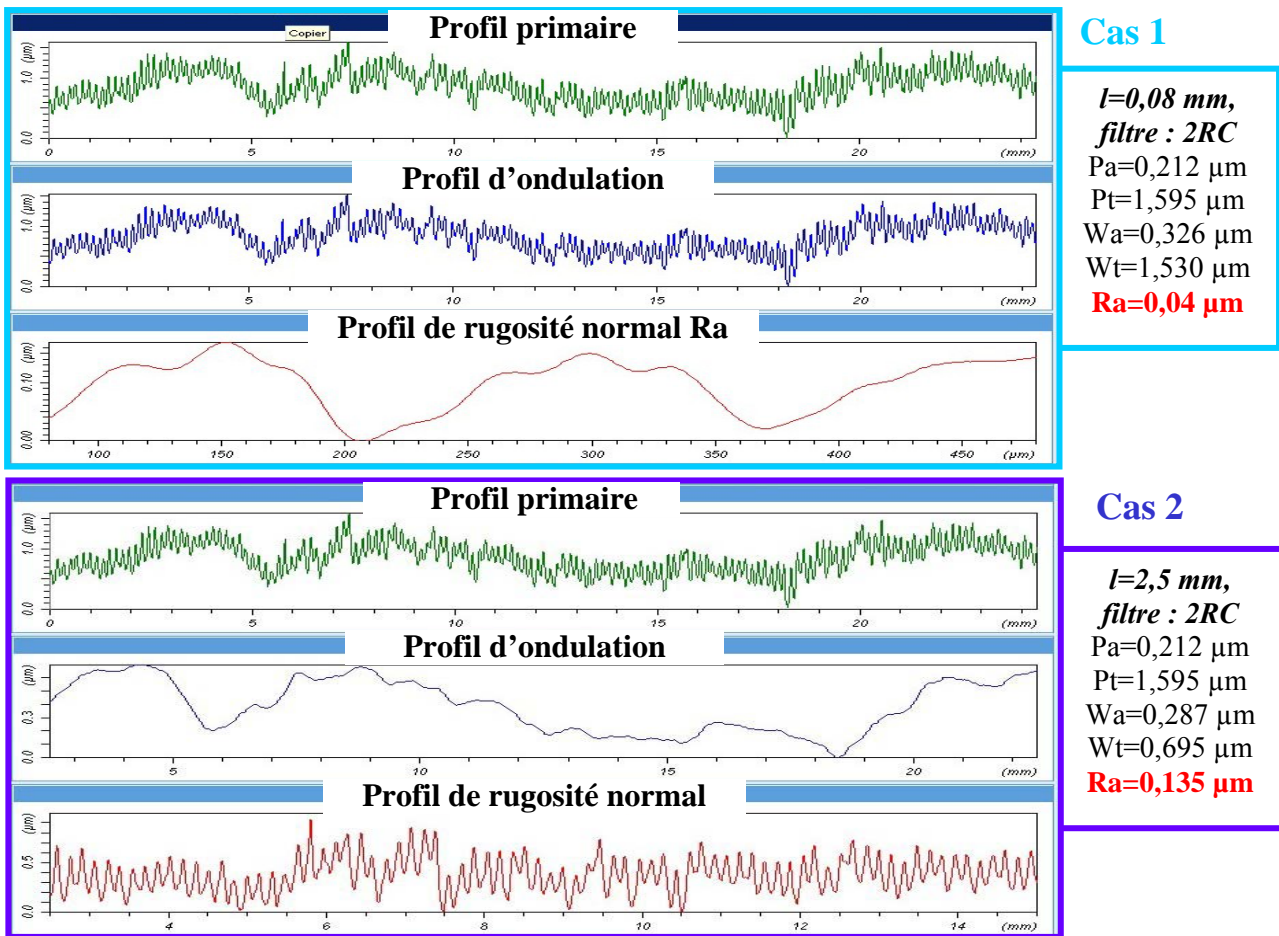 Profil primaire
Copier
1.0 (µm)
0.0
0 5 10 15 20 (mm)
Profil d’ondulation
1.0 (µm)
0.0
5 10 15 20 (mm)
Profil de rugosité normal Ra
0.10 (µm)
0.00
100 150 200 250 300 350 400 450 (µm)
Cas 1
l=0,08 mm,
filtre : 2RC
Pa=0,212 µm
Pt=1,595 µm
Wa=0,326 µm
Wt=1,530 µm
Ra=0,04 µm
Profil primaire
1.0 (µm)
0.0
0 5 10 15 20 (mm)
Profil d’ondulation
(µm)
0.3
0.0
5 10 15 20 (mm)
Profil de rugosité normal
(µm)
0.5
0.0
4 6 8 10 12 14 (mm)
Cas 2
l=2,5 mm,
filtre : 2RC
Pa=0,212 µm
Pt=1,595 µm
Wa=0,287 µm
Wt=0,695 µm
Ra=0,135 µm